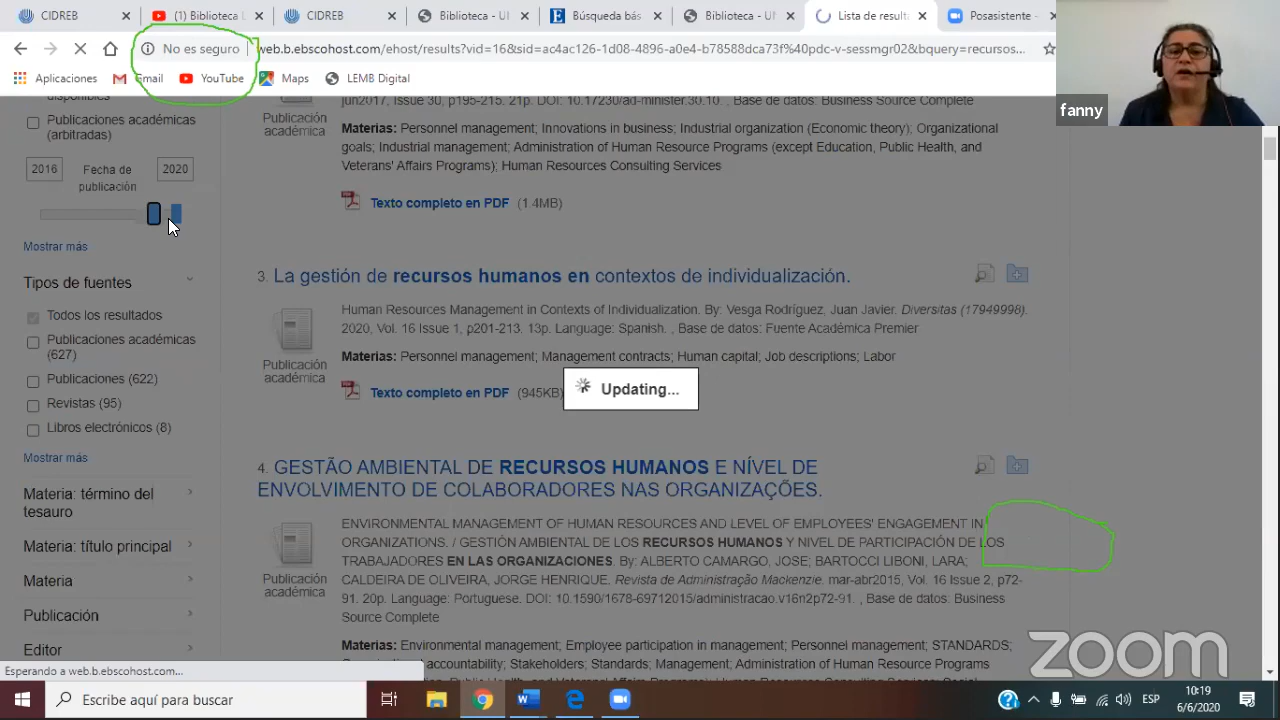 CIDREB
(1) Biblioteca U
CIDREB
Biblioteca - UI
Búsqueda bás
Biblioteca - UI
Lista de result
Posasistente -
No es seguro
web.b.ebscohost.com/ehost/results?vid=16&sid=ac4ac126-1d08-4896-a0e4-b78588dca73f%40pdc-v-sessmgr02&bquery=recursos...
Aplicaciones
Gmail
YouTube
Maps
LEMB Digital
fanny
disponibles
Publicaciones académicas
(arbitradas)
2016
Fecha de
publicación
2020
Mostrar más
Tipos de fuentes
Todos los resultados
Publicaciones académicas
(627)
Publicaciones (622)
Revistas (95)
Libros electrónicos (8)
Mostrar más
Materia: término del
tesauro
Materia: título principal
Materia
Publicación
Editor
jun2017, Issue 30, p195-215. 21p. DOI: 10.17230/ad-minister.30.10. , Base de datos: Business Source Complete
Publicación
académica
Materias: Personnel management; Innovations in business; Industrial organization (Economic theory); Organizational
goals; Industrial management; Administration of Human Resource Programs (except Education, Public Health, and
Veterans' Affairs Programs); Human Resources Consulting Services
Texto completo en PDF (1.4MB)
3. La gestión de recursos humanos en contextos de individualización.
Human Resources Management in Contexts of Individualization. By: Vesga Rodríguez, Juan Javier. Diversitas (17949998).
2020, Vol. 16 Issue 1, p201-213. 13p. Language: Spanish. , Base de datos: Fuente Académica Premier
Publicación
académica
Materias: Personnel management; Management contracts; Human capital; Job descriptions; Labor
Texto completo en PDF (945KB)
Updating...
4. GESTÃO AMBIENTAL DE RECURSOS HUMANOS E NÍVEL DE
ENVOLVIMENTO DE COLABORADORES NAS ORGANIZAÇÕES.
ENVIRONMENTAL MANAGEMENT OF HUMAN RESOURCES AND LEVEL OF EMPLOYEES' ENGAGEMENT IN
ORGANIZATIONS. / GESTIÓN AMBIENTAL DE LOS RECURSOS HUMANOS Y NIVEL DE PARTICIPACIÓN DE LOS
TRABAJADORES EN LAS ORGANIZACIONES. By: ALBERTO CAMARGO, JOSE; BARTOCCI LIBONI, LARA;
CALDEIRA DE OLIVEIRA, JORGE HENRIQUE. Revista de Administração Mackenzie. mar-abr2015, Vol. 16 Issue 2, p72-
91. 20p. Language: Portuguese. DOI: 10.1590/1678-69712015/administracao.v16n2p72-91. , Base de datos: Business
Source Complete
Publicación
académica
Materias: Environmental management; Employee participation in management; Personnel management; STANDARDS;
accountability; Stakeholders; Standards; Management; Administration of Human Resource Programs
zoom
Esperando a web.b.ebscohost.com...
Escribe aquí para buscar
ESP
10:19
6/6/2020